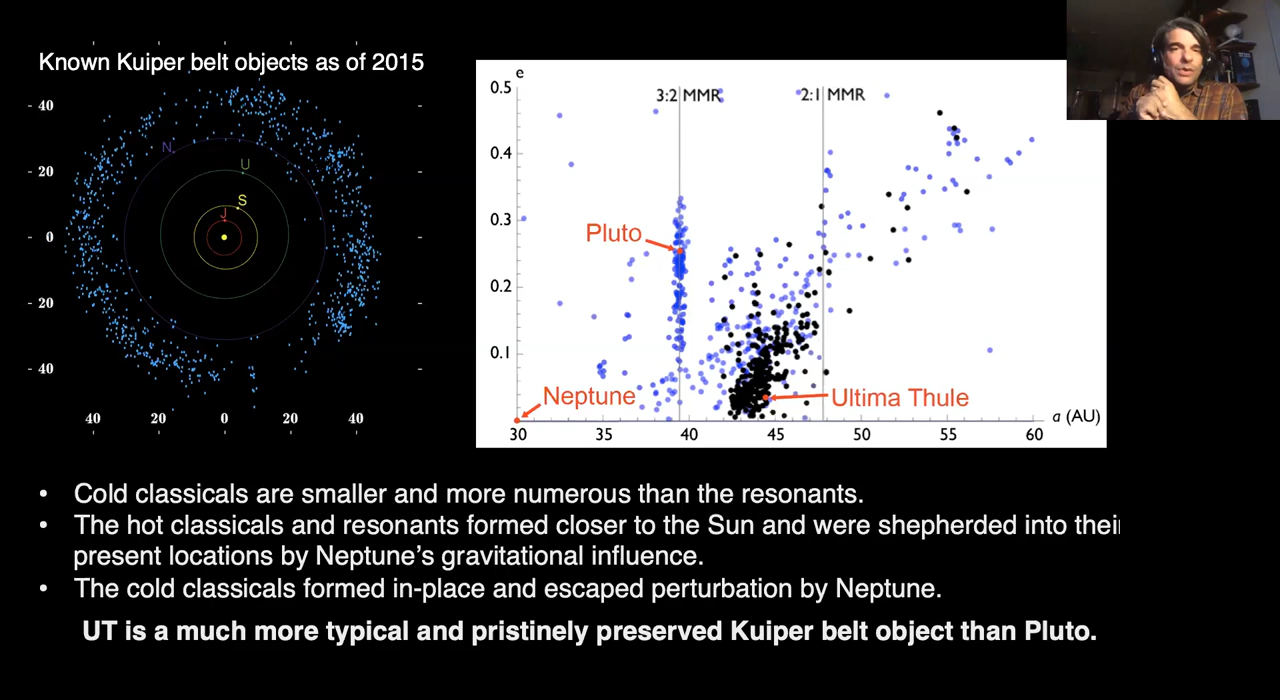 Known Kuiper belt objects as of 2015
40
20
0
20
40
40 20 0 20 40
N
U
S
J
e
0.5
0.4
0.3
0.2
0.1
3:2 MMR
2:1 MMR
Pluto
Neptune
Ultima Thule
30 35 40 45 50 55 60
a (AU)
• Cold classicals are smaller and more numerous than the resonants.
• The hot classicals and resonants formed closer to the Sun and were shepherded into their
present locations by Neptune’s gravitational influence.
• The cold classicals formed in-place and escaped perturbation by Neptune.
UT is a much more typical and pristinely preserved Kuiper belt object than Pluto.